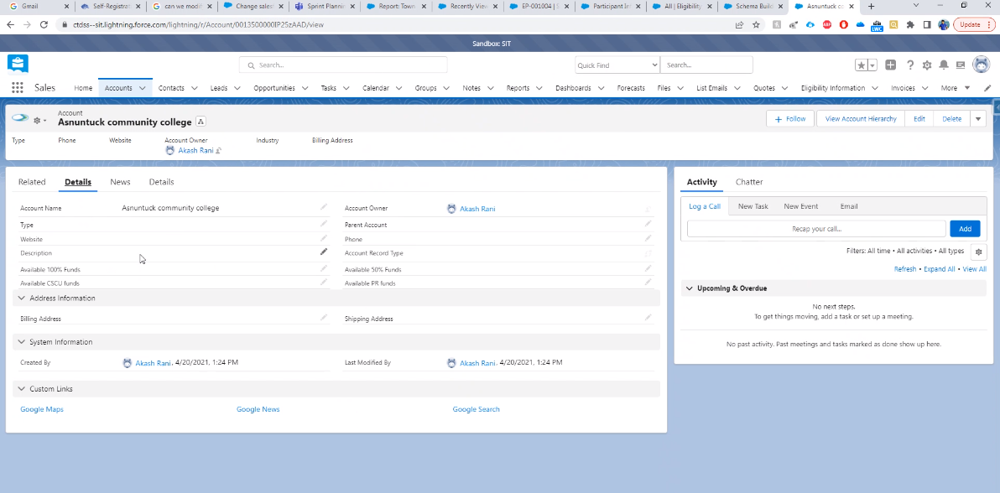 Gmail
Self-Registrat
can we modif
Change sales
Sprint Plannin
Report: Town
Recently View
EP-001004 | S
Participant In
All | Eligibility
Schema Build
Asnuntuck co
ctdss--sit.lightning.force.com/lightning/r/Account/0013500000IP25zAAD/view
ABP
LWC
Update
Sandbox: SIT
Search...
Quick Find
Search...
Sales
Home
Accounts
Contacts
Leads
Opportunities
Tasks
Calendar
Groups
Notes
Reports
Dashboards
Forecasts
Files
List Emails
Quotes
Eligibility Information
Invoices
More
Account
Asnuntuck community college
+ Follow
View Account Hierarchy
Edit
Delete
Type
Phone
Website
Account Owner
Industry
Billing Address
Akash Rani
Related
Details
News
Details
Account Name
Asnuntuck community college
Account Owner
Akash Rani
Type
Parent Account
Website
Phone
Description
Account Record Type
Available 100% Funds
Available 50% Funds
Available CSCU funds
Available PR funds
Address Information
Billing Address
Shipping Address
System Information
Created By
Akash Rani, 4/20/2021, 1:24 PM
Last Modified By
Akash Rani, 4/20/2021, 1:24 PM
Custom Links
Google Maps
Google News
Google Search
Activity
Chatter
Log a Call
New Task
New Event
Email
Recap your call...
Add
Filters: All time • All activities • All types
Refresh • Expand All • View All
Upcoming & Overdue
No next steps.
To get things moving, add a task or set up a meeting.
No past activity. Past meetings and tasks marked as done show up here.